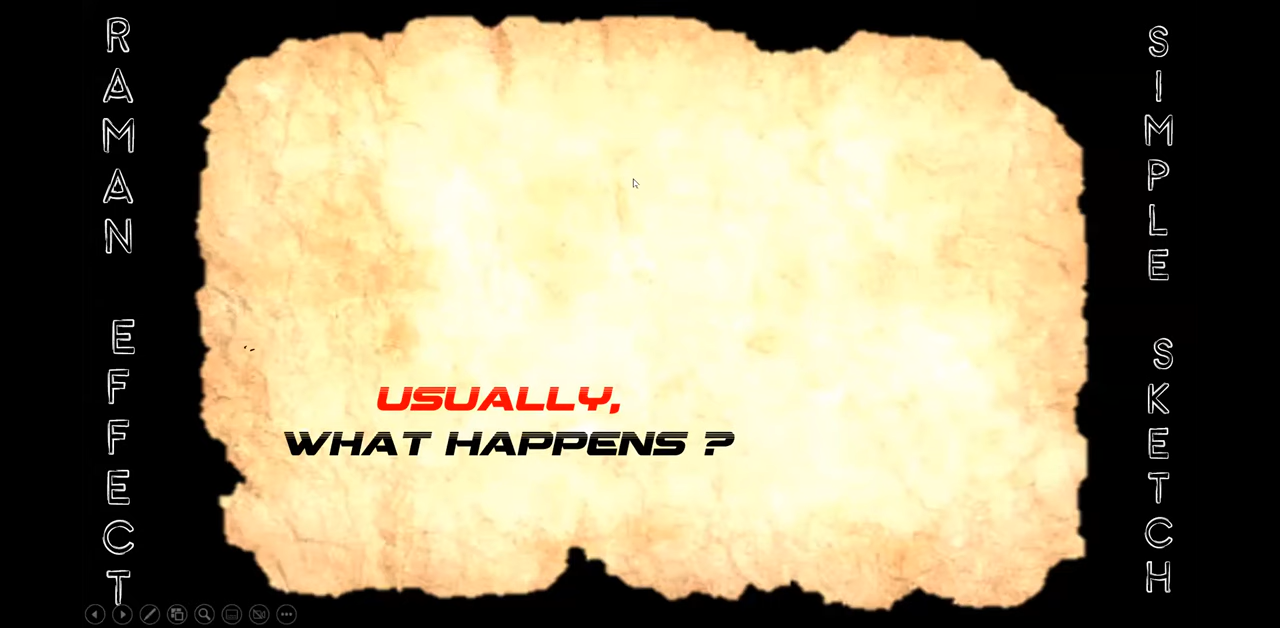 RAMAN EFFECT
USUALLY,
WHAT HAPPENS ?
SIMPLE SKETCH